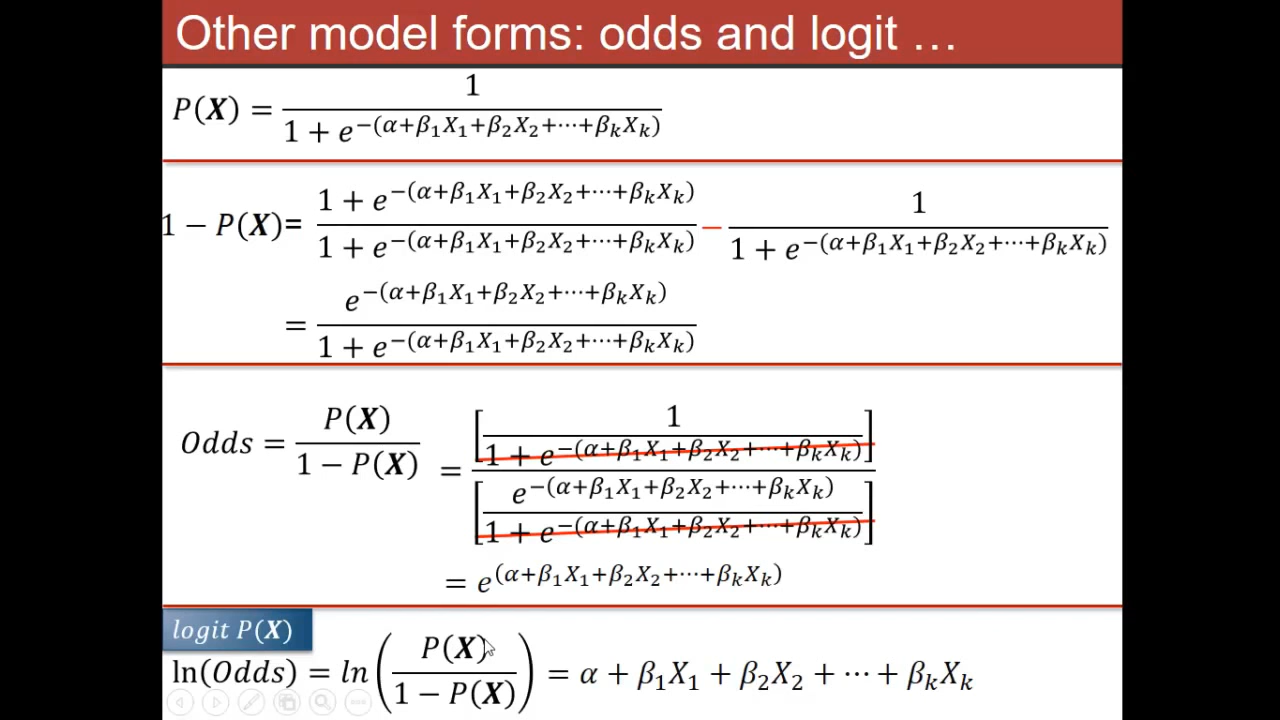 Other model forms: odds and logit …
P(X) = 1 / (1 + e^{−(α+β₁X₁+β₂X₂+⋯+βₖXₖ)})
1 − P(X)= (1 + e^{−(α+β₁X₁+β₂X₂+⋯+βₖXₖ)}) / (1 + e^{−(α+β₁X₁+β₂X₂+⋯+βₖXₖ)}) − 1 / (1 + e^{−(α+β₁X₁+β₂X₂+⋯+βₖXₖ)})
= e^{−(α+β₁X₁+β₂X₂+⋯+βₖXₖ)} / (1 + e^{−(α+β₁X₁+β₂X₂+⋯+βₖXₖ)})
Odds = P(X) / (1 − P(X)) = [1 / (1 + e^{−(α+β₁X₁+β₂X₂+⋯+βₖXₖ)})] / [e^{−(α+β₁X₁+β₂X₂+⋯+βₖXₖ)} / (1 + e^{−(α+β₁X₁+β₂X₂+⋯+βₖXₖ)})]
= e^{(α+β₁X₁+β₂X₂+⋯+βₖXₖ)}
logit P(X)
ln(Odds) = ln(P(X) / (1 − P(X))) = α + β₁X₁ + β₂X₂ + ⋯ + βₖXₖ